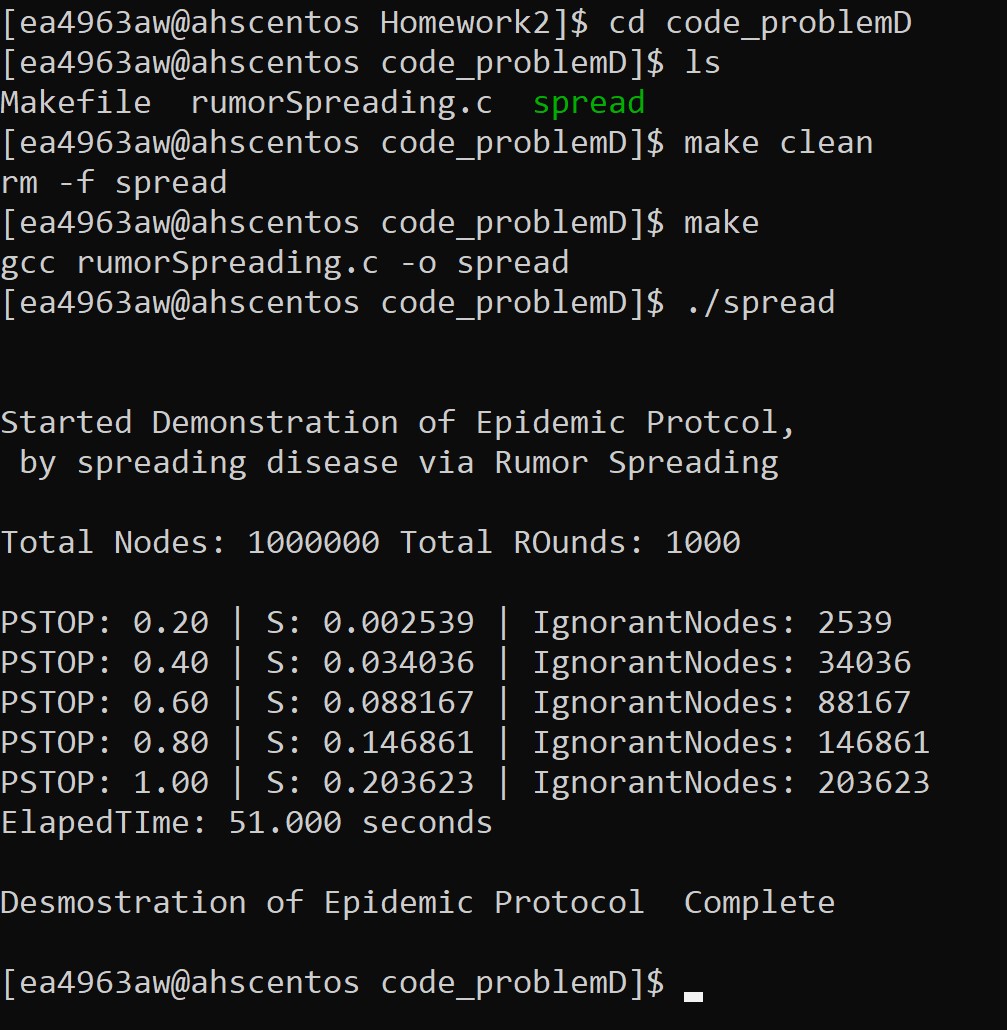 [ea4963aw@ahscentos Homework2]$ cd code_problemD
[ea4963aw@ahscentos code_problemD]$ ls
Makefile  rumorSpreading.c  spread
[ea4963aw@ahscentos code_problemD]$ make clean
rm -f spread
[ea4963aw@ahscentos code_problemD]$ make
gcc rumorSpreading.c -o spread
[ea4963aw@ahscentos code_problemD]$ ./spread
Started Demonstration of Epidemic Protcol,
 by spreading disease via Rumor Spreading
Total Nodes: 1000000 Total ROunds: 1000
PSTOP: 0.20 | S: 0.002539 | IgnorantNodes: 2539
PSTOP: 0.40 | S: 0.034036 | IgnorantNodes: 34036
PSTOP: 0.60 | S: 0.088167 | IgnorantNodes: 88167
PSTOP: 0.80 | S: 0.146861 | IgnorantNodes: 146861
PSTOP: 1.00 | S: 0.203623 | IgnorantNodes: 203623
ElapedTIme: 51.000 seconds
Desmostration of Epidemic Protocol  Complete
[ea4963aw@ahscentos code_problemD]$